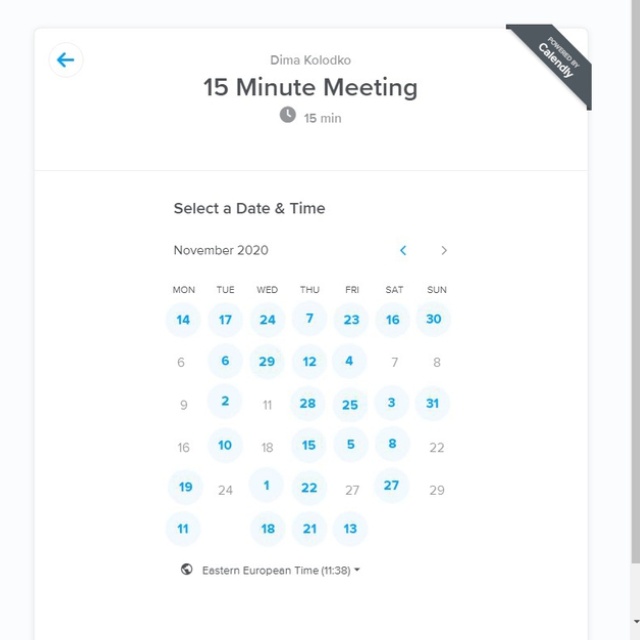 POWERED BY
Calendly
Dima Kolodko
15 Minute Meeting
15 min
Select a Date & Time
November 2020
MON TUE WED THU FRI SAT SUN
14 17 24 7 23 16 30
6 6 29 12 4 7 8
9 2 11 28 25 3 31
16 10 18 15 5 8 22
19 24 1 22 27 27 29
11 18 21 13
Eastern European Time (11:38)